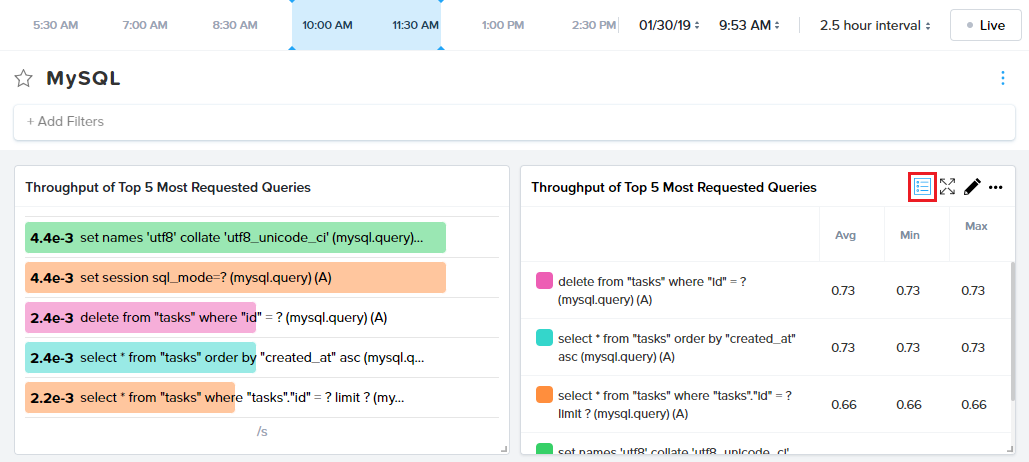 5:30 AM 7:00 AM 8:30 AM 10:00 AM 11:30 AM 1:00 PM 2:30 PM 01/30/19 9:53 AM 2.5 hour interval Live
MySQL
+ Add Filters
Throughput of Top 5 Most Requested Queries
4.4e-3 set names 'utf8' collate 'utf8_unicode_ci' (mysql.query)...
4.4e-3 set session sql_mode=? (mysql.query) (A)
2.4e-3 delete from "tasks" where "id" = ? (mysql.query) (A)
2.4e-3 select * from "tasks" order by "created_at" asc (mysql.q...
2.2e-3 select * from "tasks" where "tasks"."id" = ? limit ? (my...
/s
Throughput of Top 5 Most Requested Queries
Avg Min Max
delete from "tasks" where "id" = ?
(mysql.query) (A)
0.73 0.73 0.73
select * from "tasks" order by "created_at"
asc (mysql.query) (A)
0.73 0.73 0.73
select * from "tasks" where "tasks"."id" = ?
limit ? (mysql.query) (A)
0.66 0.66 0.66
set names 'utf8' collate 'utf8_unicode_ci'